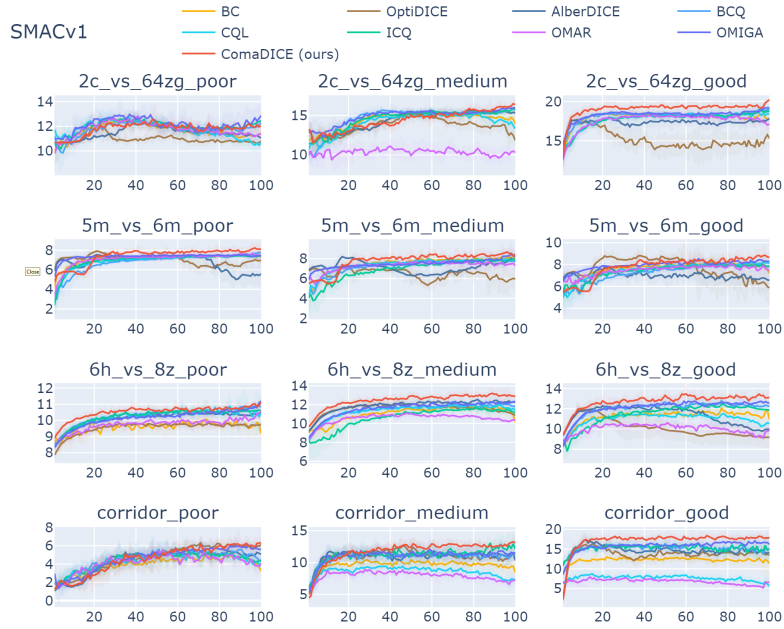 SMACv1
BC OptiDICE AlberDICE BCQ
CQL ICQ OMAR OMIGA
ComaDICE (ours)
2c_vs_64zg_poor 2c_vs_64zg_medium 2c_vs_64zg_good
14 12 10
15 10
20 15
20 40 60 80 100 20 40 60 80 100 20 40 60 80 100
5m_vs_6m_poor 5m_vs_6m_medium 5m_vs_6m_good
8 6 4 2
8 6 4 2
10 8 6 4
Close
20 40 60 80 100 20 40 60 80 100 20 40 60 80 100
6h_vs_8z_poor 6h_vs_8z_medium 6h_vs_8z_good
12 11 10 9 8
14 12 10 8 6
14 12 10 8
20 40 60 80 100 20 40 60 80 100 20 40 60 80 100
corridor_poor corridor_medium corridor_good
8 6 4 2 0
15 10 5
20 15 10 5
20 40 60 80 100 20 40 60 80 100 20 40 60 80 100